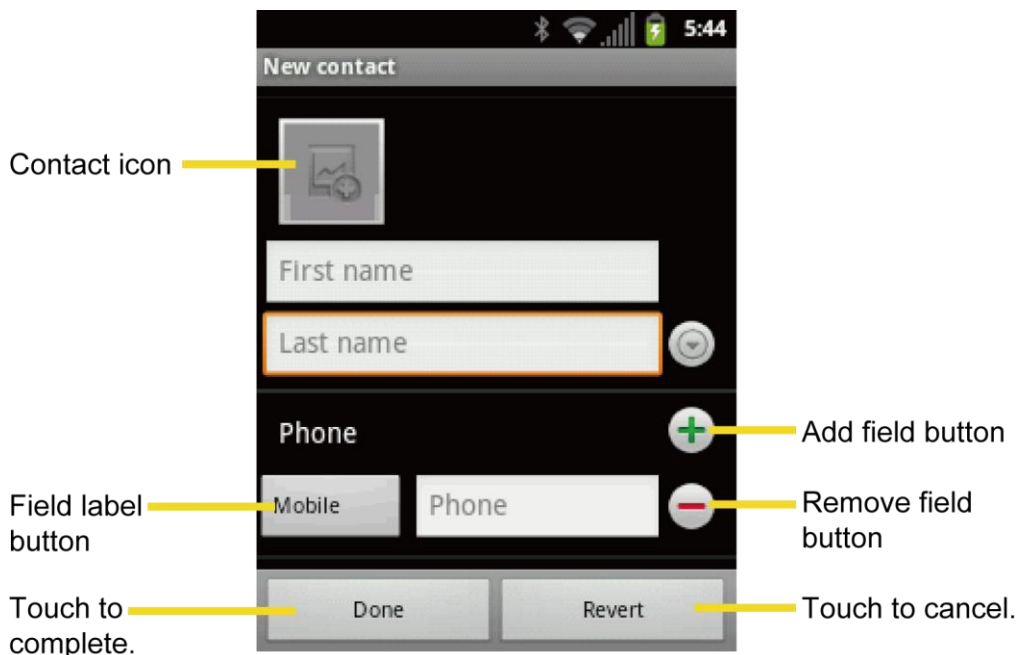 5:44
New contact
Contact icon
First name
Last name
Phone
Add field button
Field label
button
Mobile
Phone
Remove field
button
Touch to
complete.
Done
Revert
Touch to cancel.